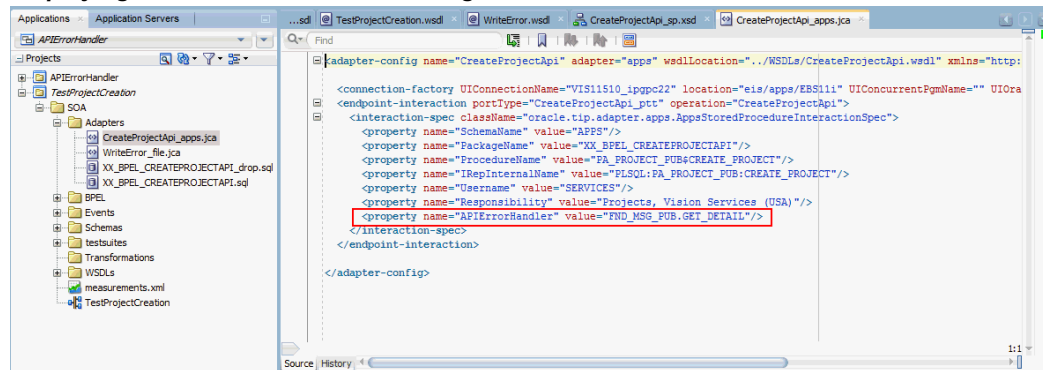 Applications
Application Servers
...sd
TestProjectCreation.wsdl
WriteError.wsdl
CreateProjectApi_sp.xsd
CreateProjectApi_apps.jca
APIErrorHandler
Find
Projects
APIErrorHandler
TestProjectCreation
SOA
Adapters
CreateProjectApi_apps.jca
WriteError_file.jca
XX_BPEL_CREATEPROJECTAPI_drop.sql
XX_BPEL_CREATEPROJECTAPI.sql
BPEL
Events
Schemas
testsuites
Transformations
WSDLs
measurements.xml
TestProjectCreation
<adapter-config name="CreateProjectApi" adapter="apps" wsdlLocation="../WSDLs/CreateProjectApi.wsdl" xmlns="http:
<connection-factory UIConnectionName="VIS11510_ipgpc22" location="eis/apps/EBS11i" UIConcurrentPgmName="" UIOra
<endpoint-interaction portType="CreateProjectApi_ptt" operation="CreateProjectApi">
<interaction-spec className="oracle.tip.adapter.apps.AppsStoredProcedureInteractionSpec">
<property name="SchemaName" value="APPS"/>
<property name="PackageName" value="XX_BPEL_CREATEPROJECTAPI"/>
<property name="ProcedureName" value="PA_PROJECT_PUB$CREATE_PROJECT"/>
<property name="IRepInternalName" value="PLSQL:PA_PROJECT_PUB:CREATE_PROJECT"/>
<property name="Username" value="SERVICES"/>
<property name="Responsibility" value="Projects, Vision Services (USA)"/>
<property name="APIErrorHandler" value="FND_MSG_PUB.GET_DETAIL"/>
</interaction-spec>
</endpoint-interaction>
</adapter-config>
1:1
Source
History